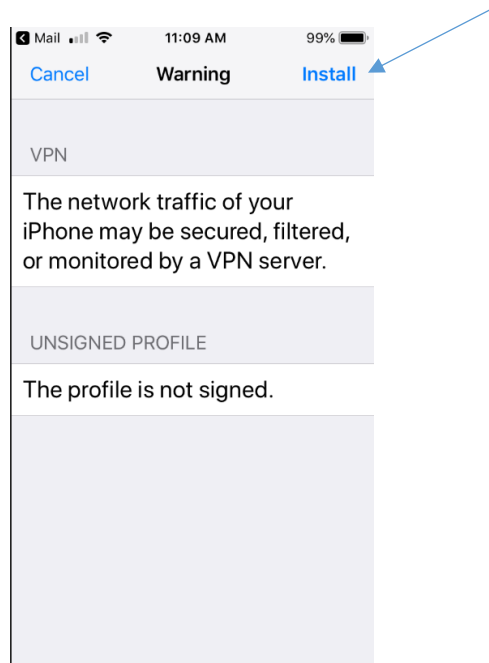 Mail 11:09 AM 99%
Cancel Warning Install
VPN
The network traffic of your
iPhone may be secured, filtered,
or monitored by a VPN server.
UNSIGNED PROFILE
The profile is not signed.